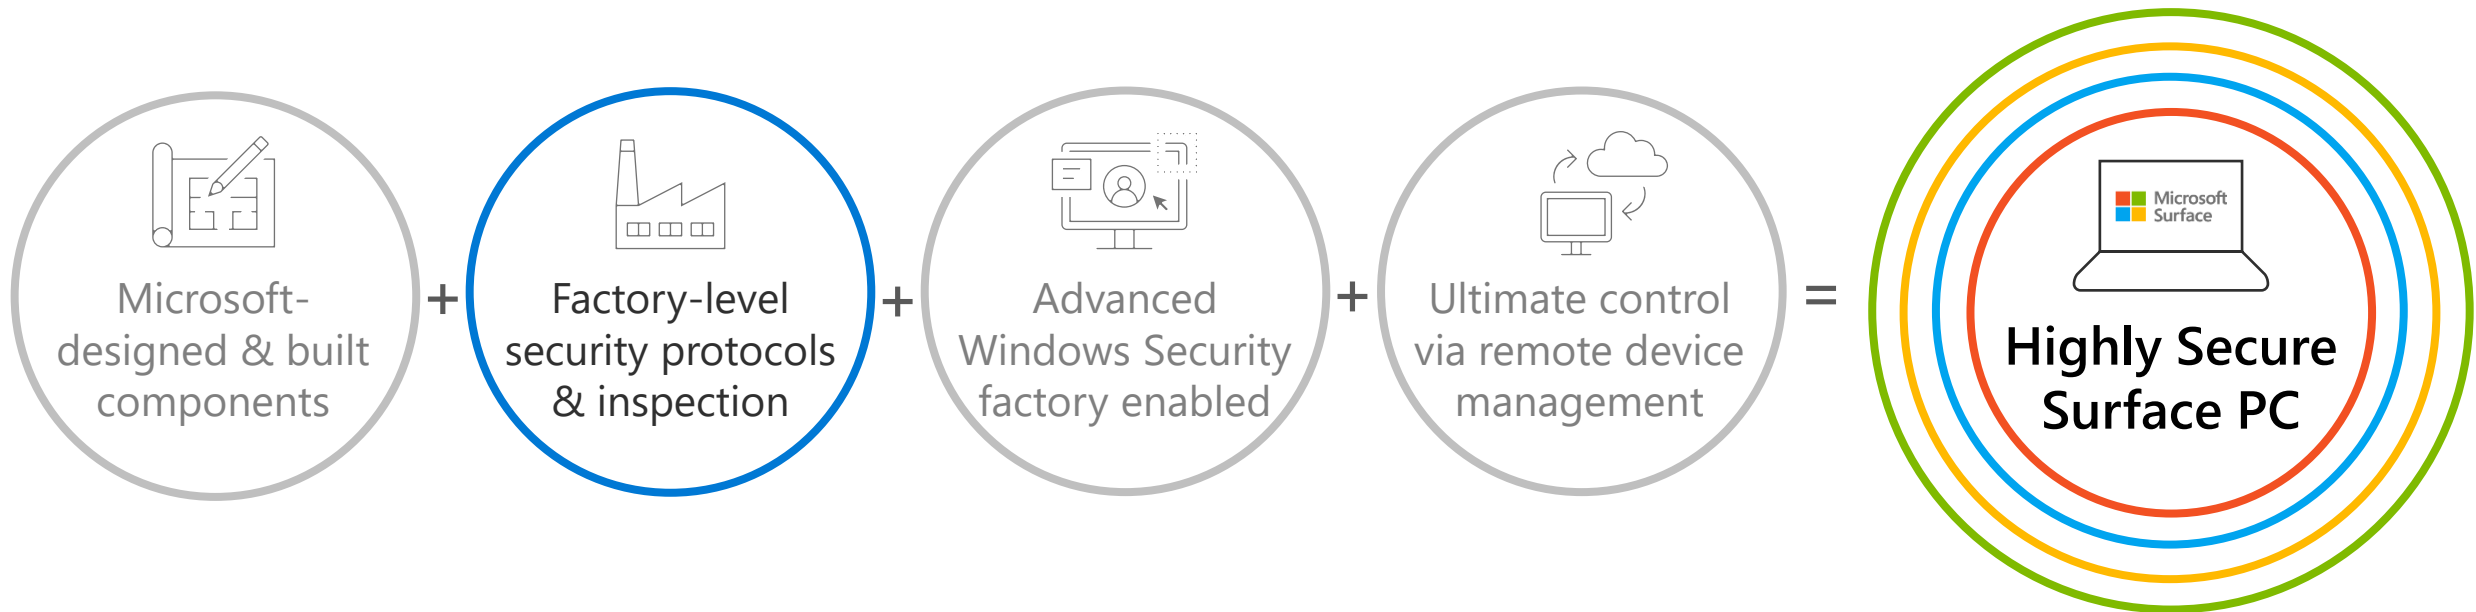 Microsoft-
designed & built
components
+
Factory-level
security protocols
& inspection
+
Advanced
Windows Security
factory enabled
+
Ultimate control
via remote device
management
=
Microsoft
Surface
Highly Secure
Surface PC